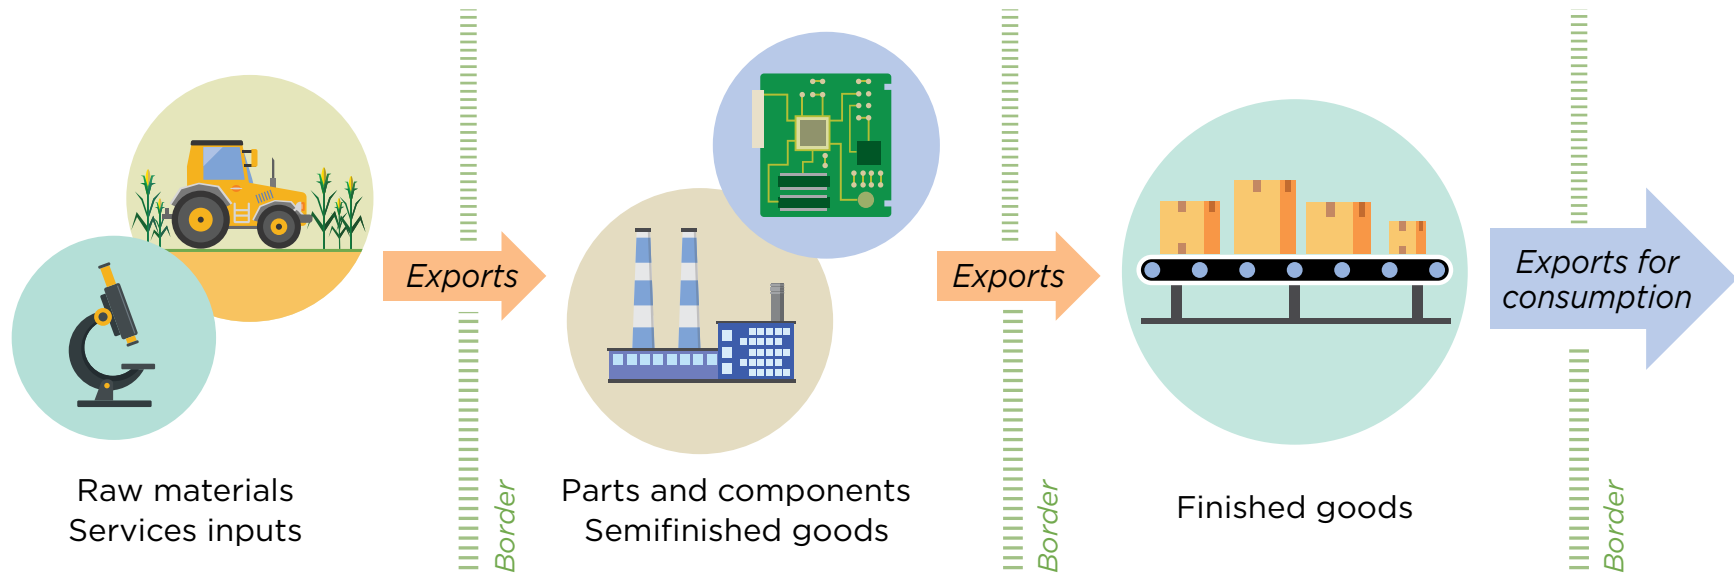 Exports
Exports
Exports for
consumption
Raw materials
Services inputs
Border
Parts and components
Semifinished goods
Border
Finished goods
Border